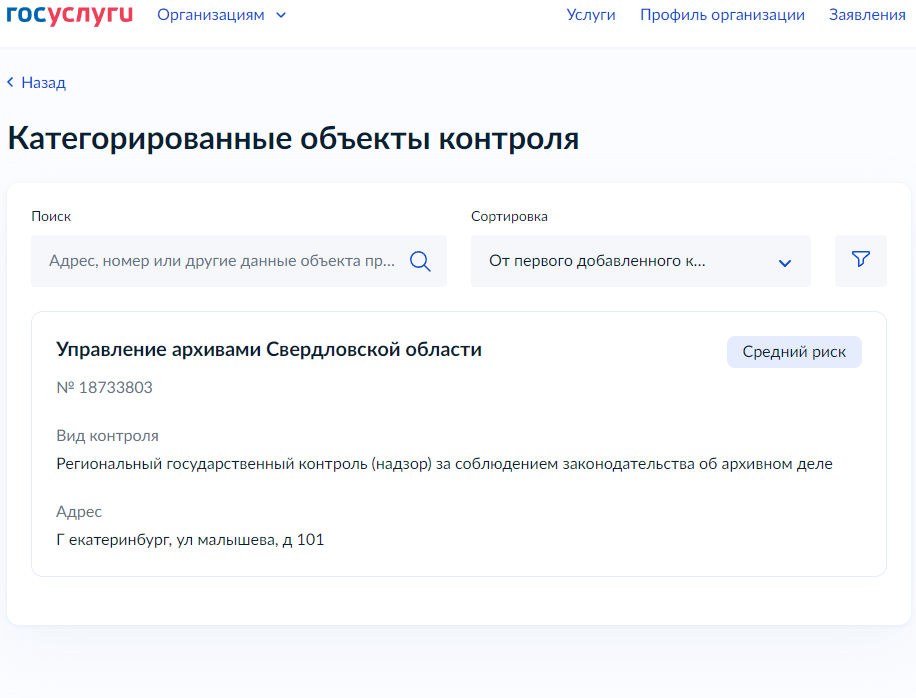 госуслуги Организациям Услуги Профиль организации Заявления
Назад
Категорированные объекты контроля
Поиск Сортировка
Адрес, номер или другие данные объекта пр... От первого добавленного к...
Управление архивами Свердловской области Средний риск
№ 18733803
Вид контроля
Региональный государственный контроль (надзор) за соблюдением законодательства об архивном деле
Адрес
Г екатеринбург, ул малышева, д 101